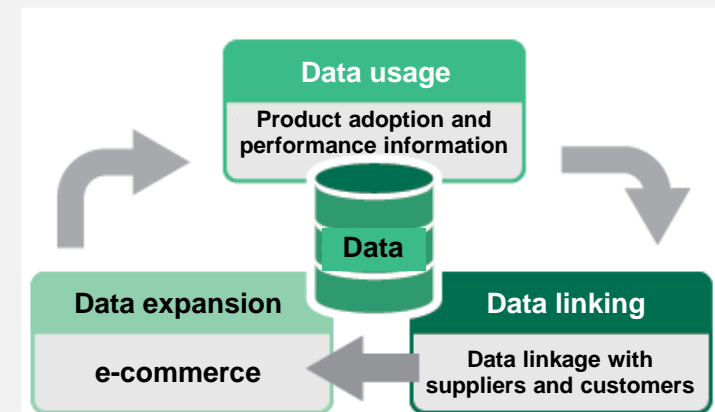 Data usage
Product adoption and
performance information
Data
Data expansion
e-commerce
Data linking
Data linkage with
suppliers and customers